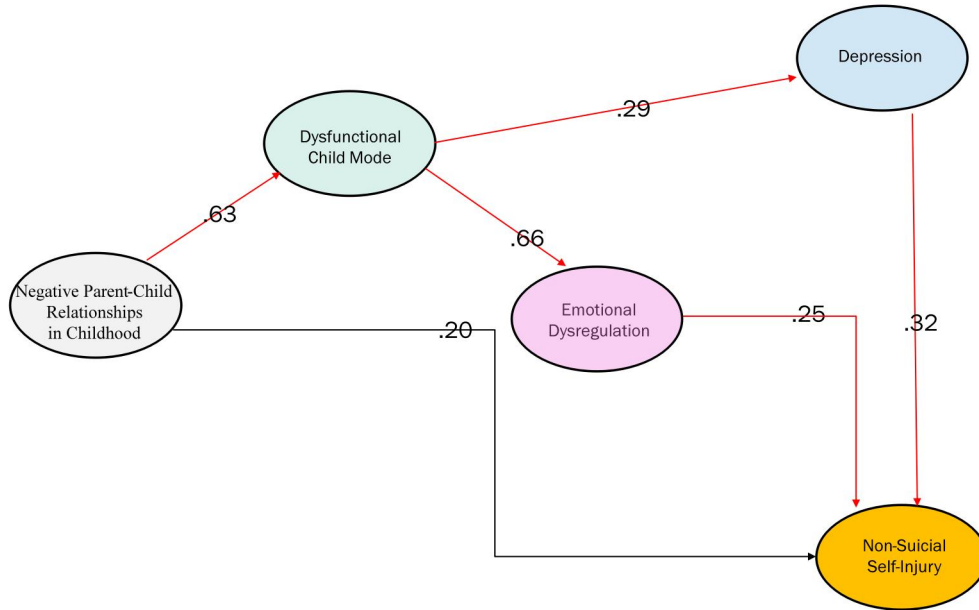 Depression
.29
Dysfunctional
Child Mode
.63
.66
Negative Parent-Child
Relationships
in Childhood
.20
Emotional
Dysregulation
.25
.32
Non-Suicial
Self-Injury